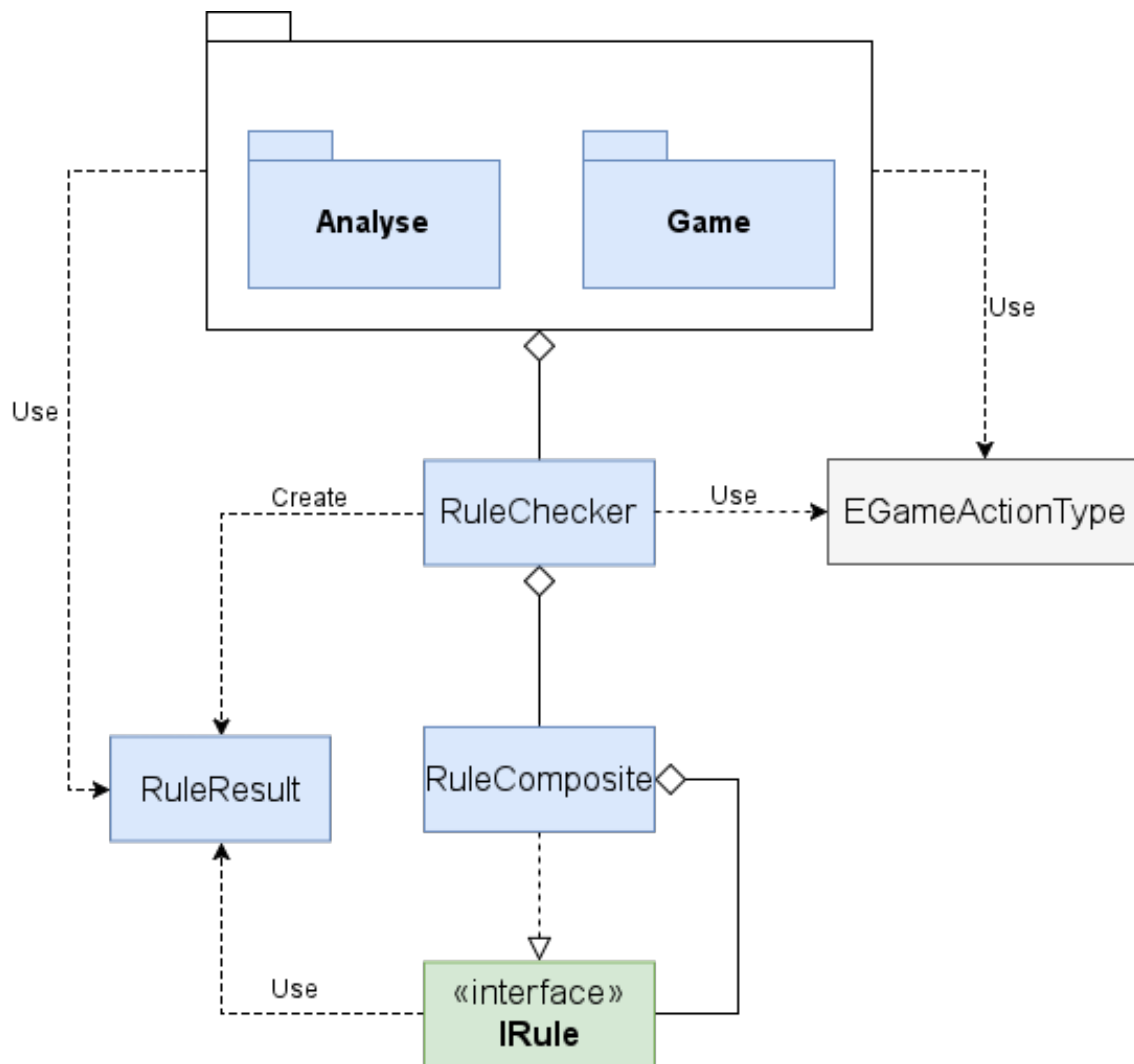 Analyse
Game
Use
Use
Create
RuleChecker
Use
EGameActionType
RuleResult
RuleComposite
Use
«interface»
IRule